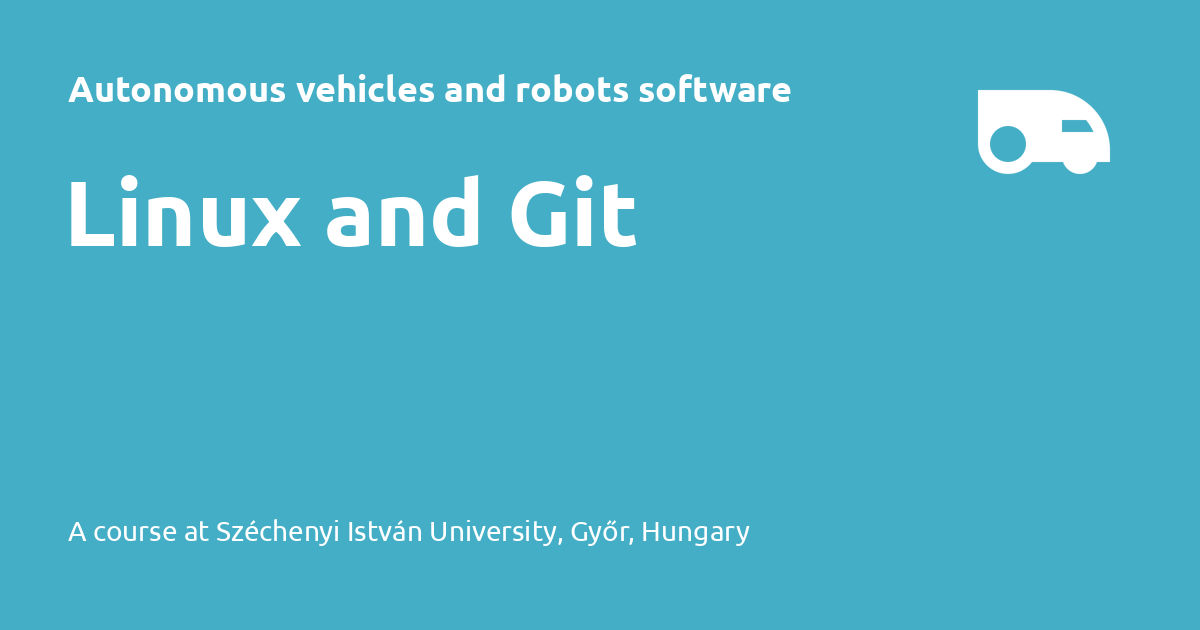 Autonomous vehicles and robots software
Linux and Git
A course at Széchenyi István University, Győr, Hungary